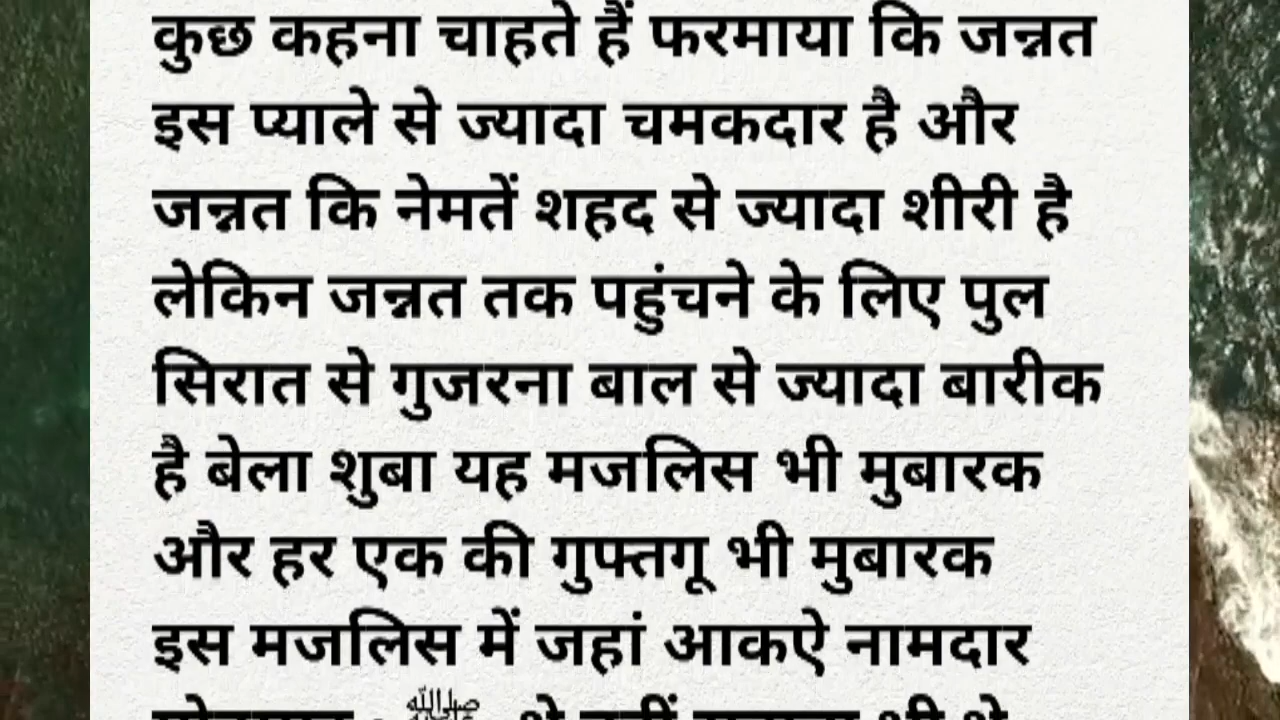 कुछ कहना चाहते हैं फरमाया कि जन्नत
इस प्याले से ज्यादा चमकदार है और
जन्नत कि नेमतें शहद से ज्यादा शीरी है
लेकिन जन्नत तक पहुंचने के लिए पुल
सिरात से गुजरना बाल से ज्यादा बारीक
है बेला शुबा यह मजलिस भी मुबारक
और हर एक की गुफ्तगू भी मुबारक
इस मजलिस में जहां आकऐ नामदार